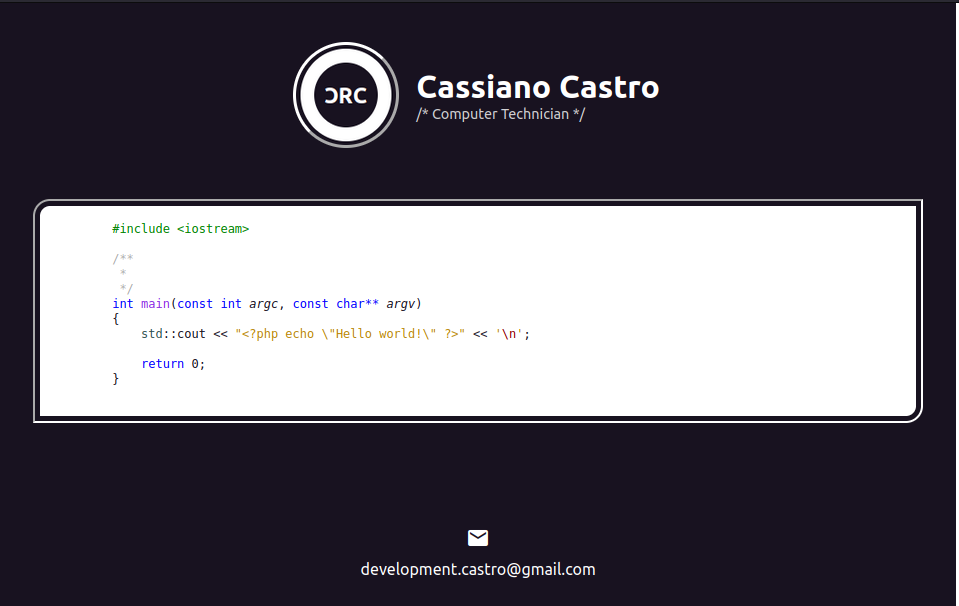 ƆRC
Cassiano Castro
/* Computer Technician */
#include <iostream>
/**
*
*/
int main(const int argc, const char** argv)
{
std::cout << "<?php echo \"Hello world!\" ?>" << '\n';
return 0;
}
development.castro@gmail.com